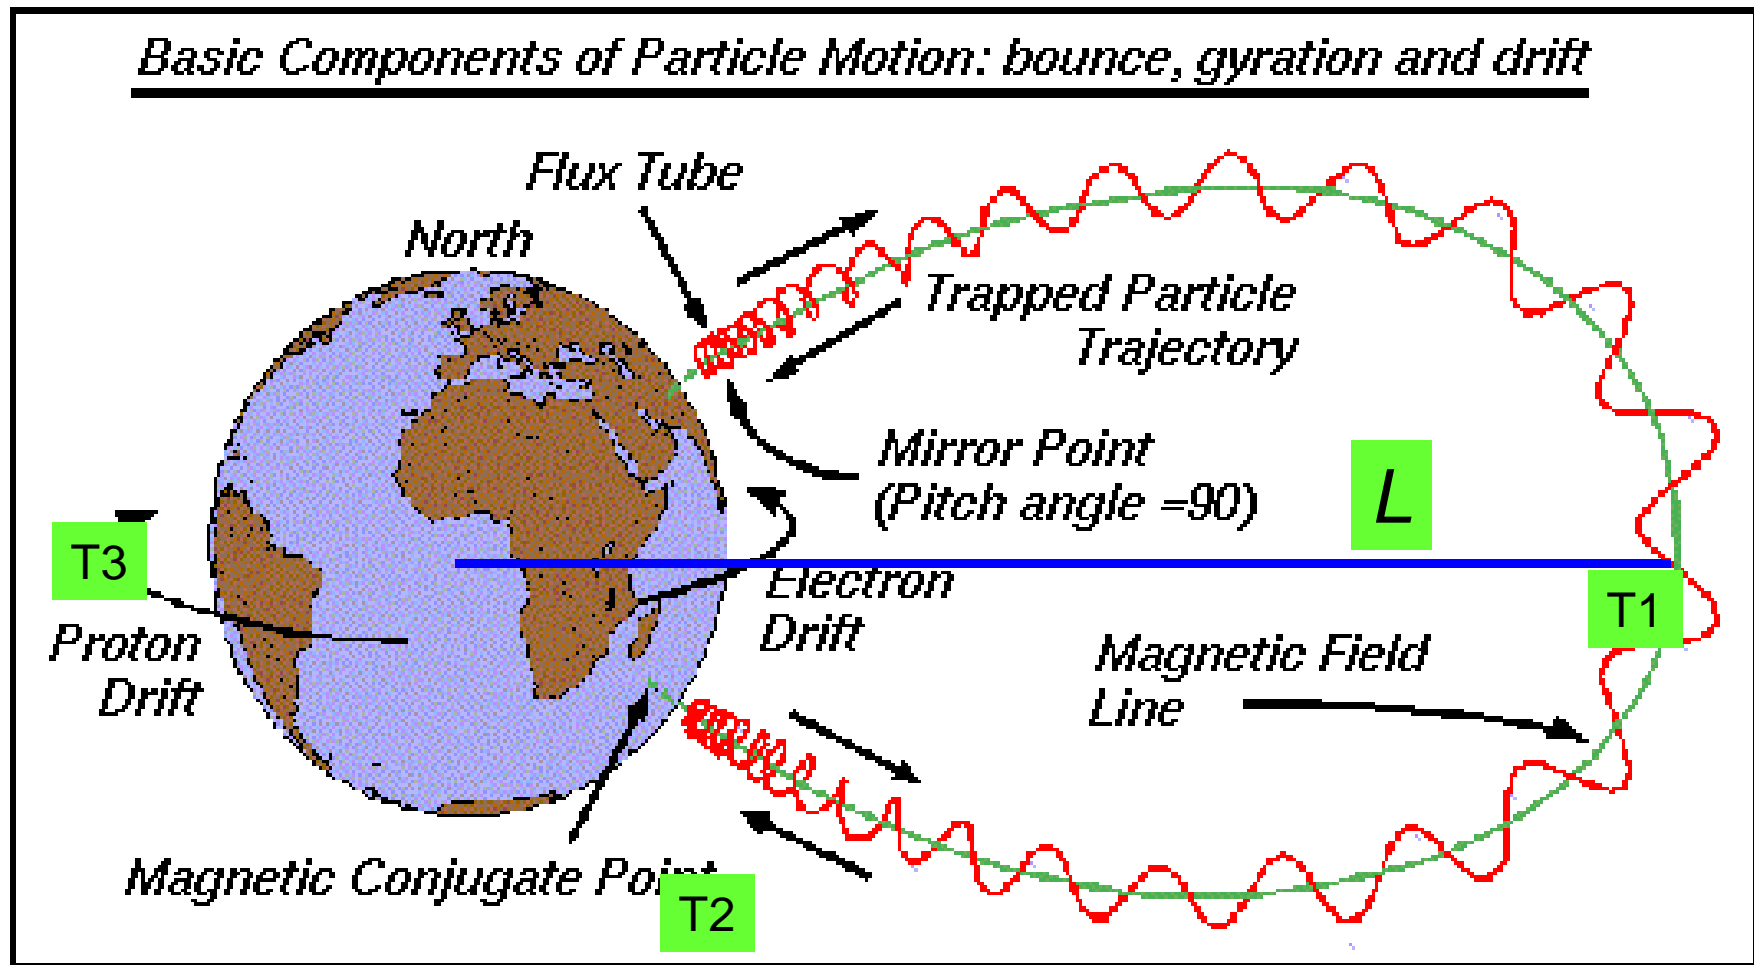 Basic Components of Particle Motion: bounce, gyration and drift
Flux Tube
North
Trapped Particle
Trajectory
Mirror Point
(Pitch angle =90)
L
T3
Electron
Drift
T1
Proton
Drift
Magnetic Field
Line
Magnetic Conjugate Point
T2